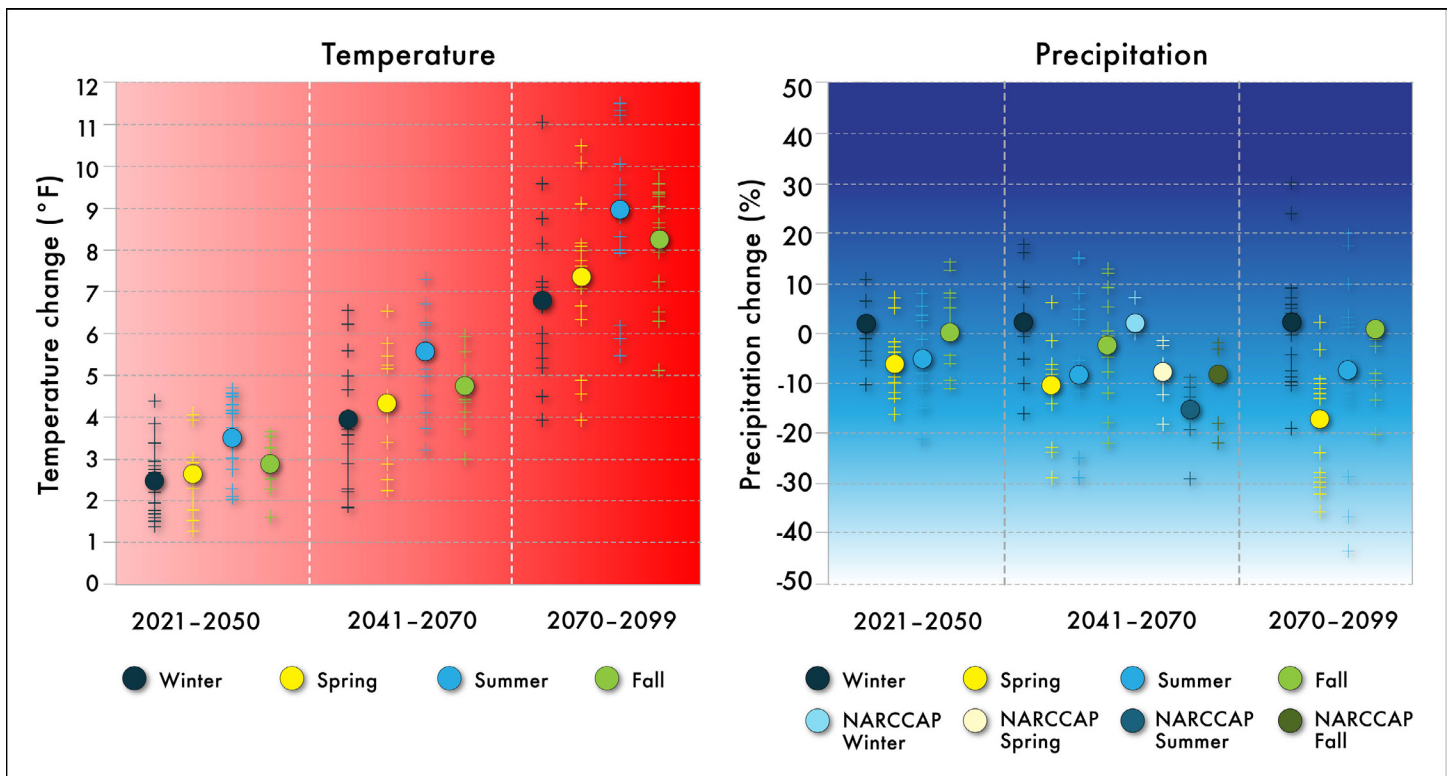 Temperature
Temperature change (°F)
12
11
10
9
8
7
6
5
4
3
2
1
0
2021–2050
2041–2070
2070–2099
Winter
Spring
Summer
Fall
Precipitation
Precipitation change (%)
50
40
30
20
10
0
-10
-20
-30
-40
-50
2021–2050
2041–2070
2070–2099
Winter
Spring
Summer
Fall
NARCCAP
Winter
NARCCAP
Spring
NARCCAP
Summer
NARCCAP
Fall